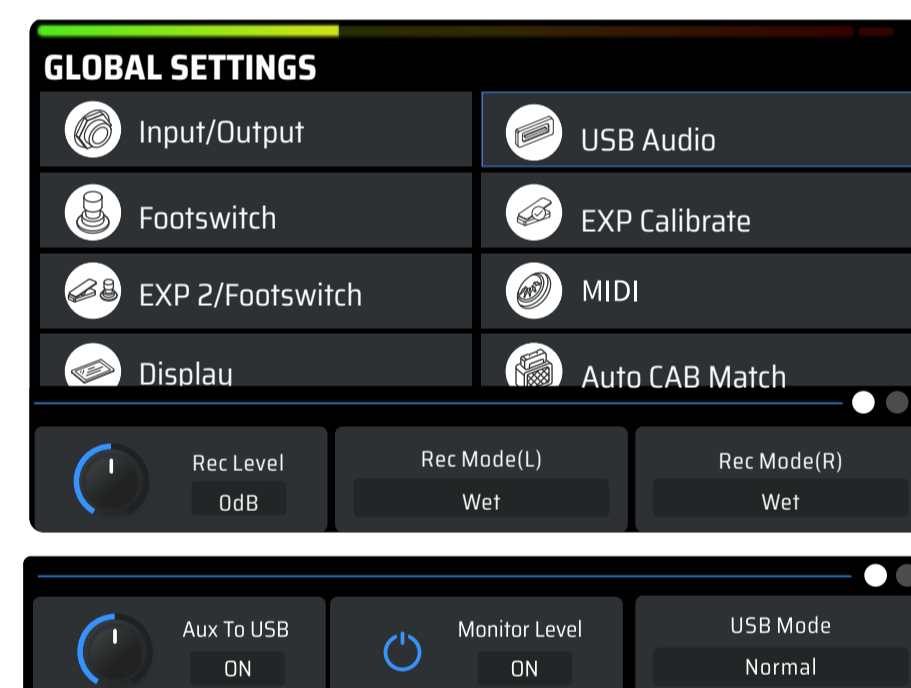 GLOBAL SETTINGS
Input/Output
USB Audio
Footswitch
EXP Calibrate
EXP 2/Footswitch
MIDI
Display
Auto CAB Match
Rec Level
0dB
Rec Mode(L)
Wet
Rec Mode(R)
Wet
Aux To USB
ON
Monitor Level
ON
USB Mode
Normal